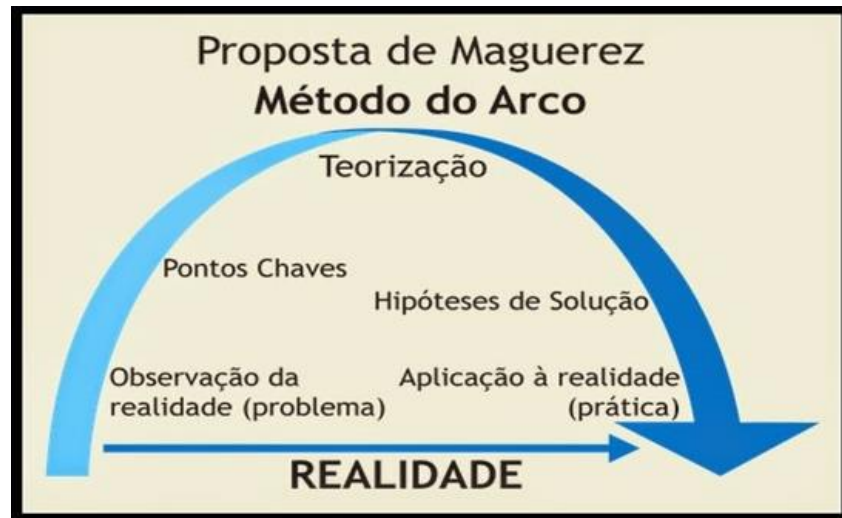 Proposta de Maguerez
Método do Arco
Teorização
Pontos Chaves
Hipóteses de Solução
Observação da
realidade (problema)
Aplicação à realidade
(prática)
REALIDADE